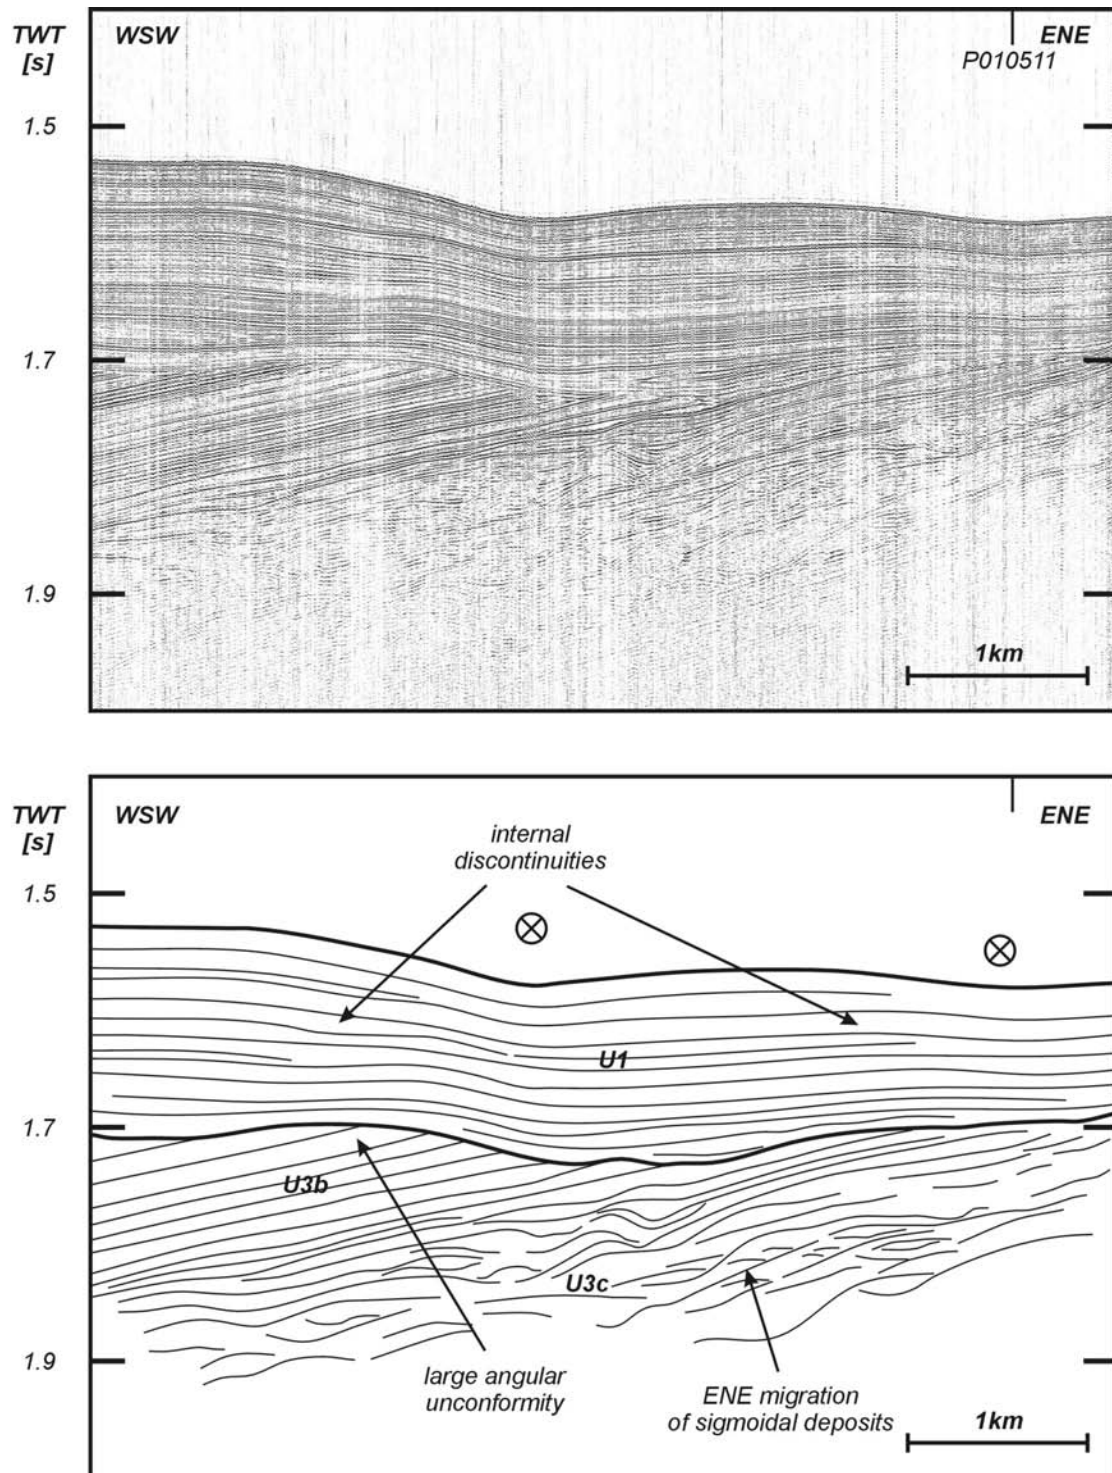 TWT
[s]
WSW
ENE
P010511
1.5
1.7
1.9
1km
TWT
[s]
WSW
ENE
internal
discontinuities
1.5
U1
1.7
U3b
U3c
1.9
large angular
unconformity
ENE migration
of sigmoidal deposits
1km